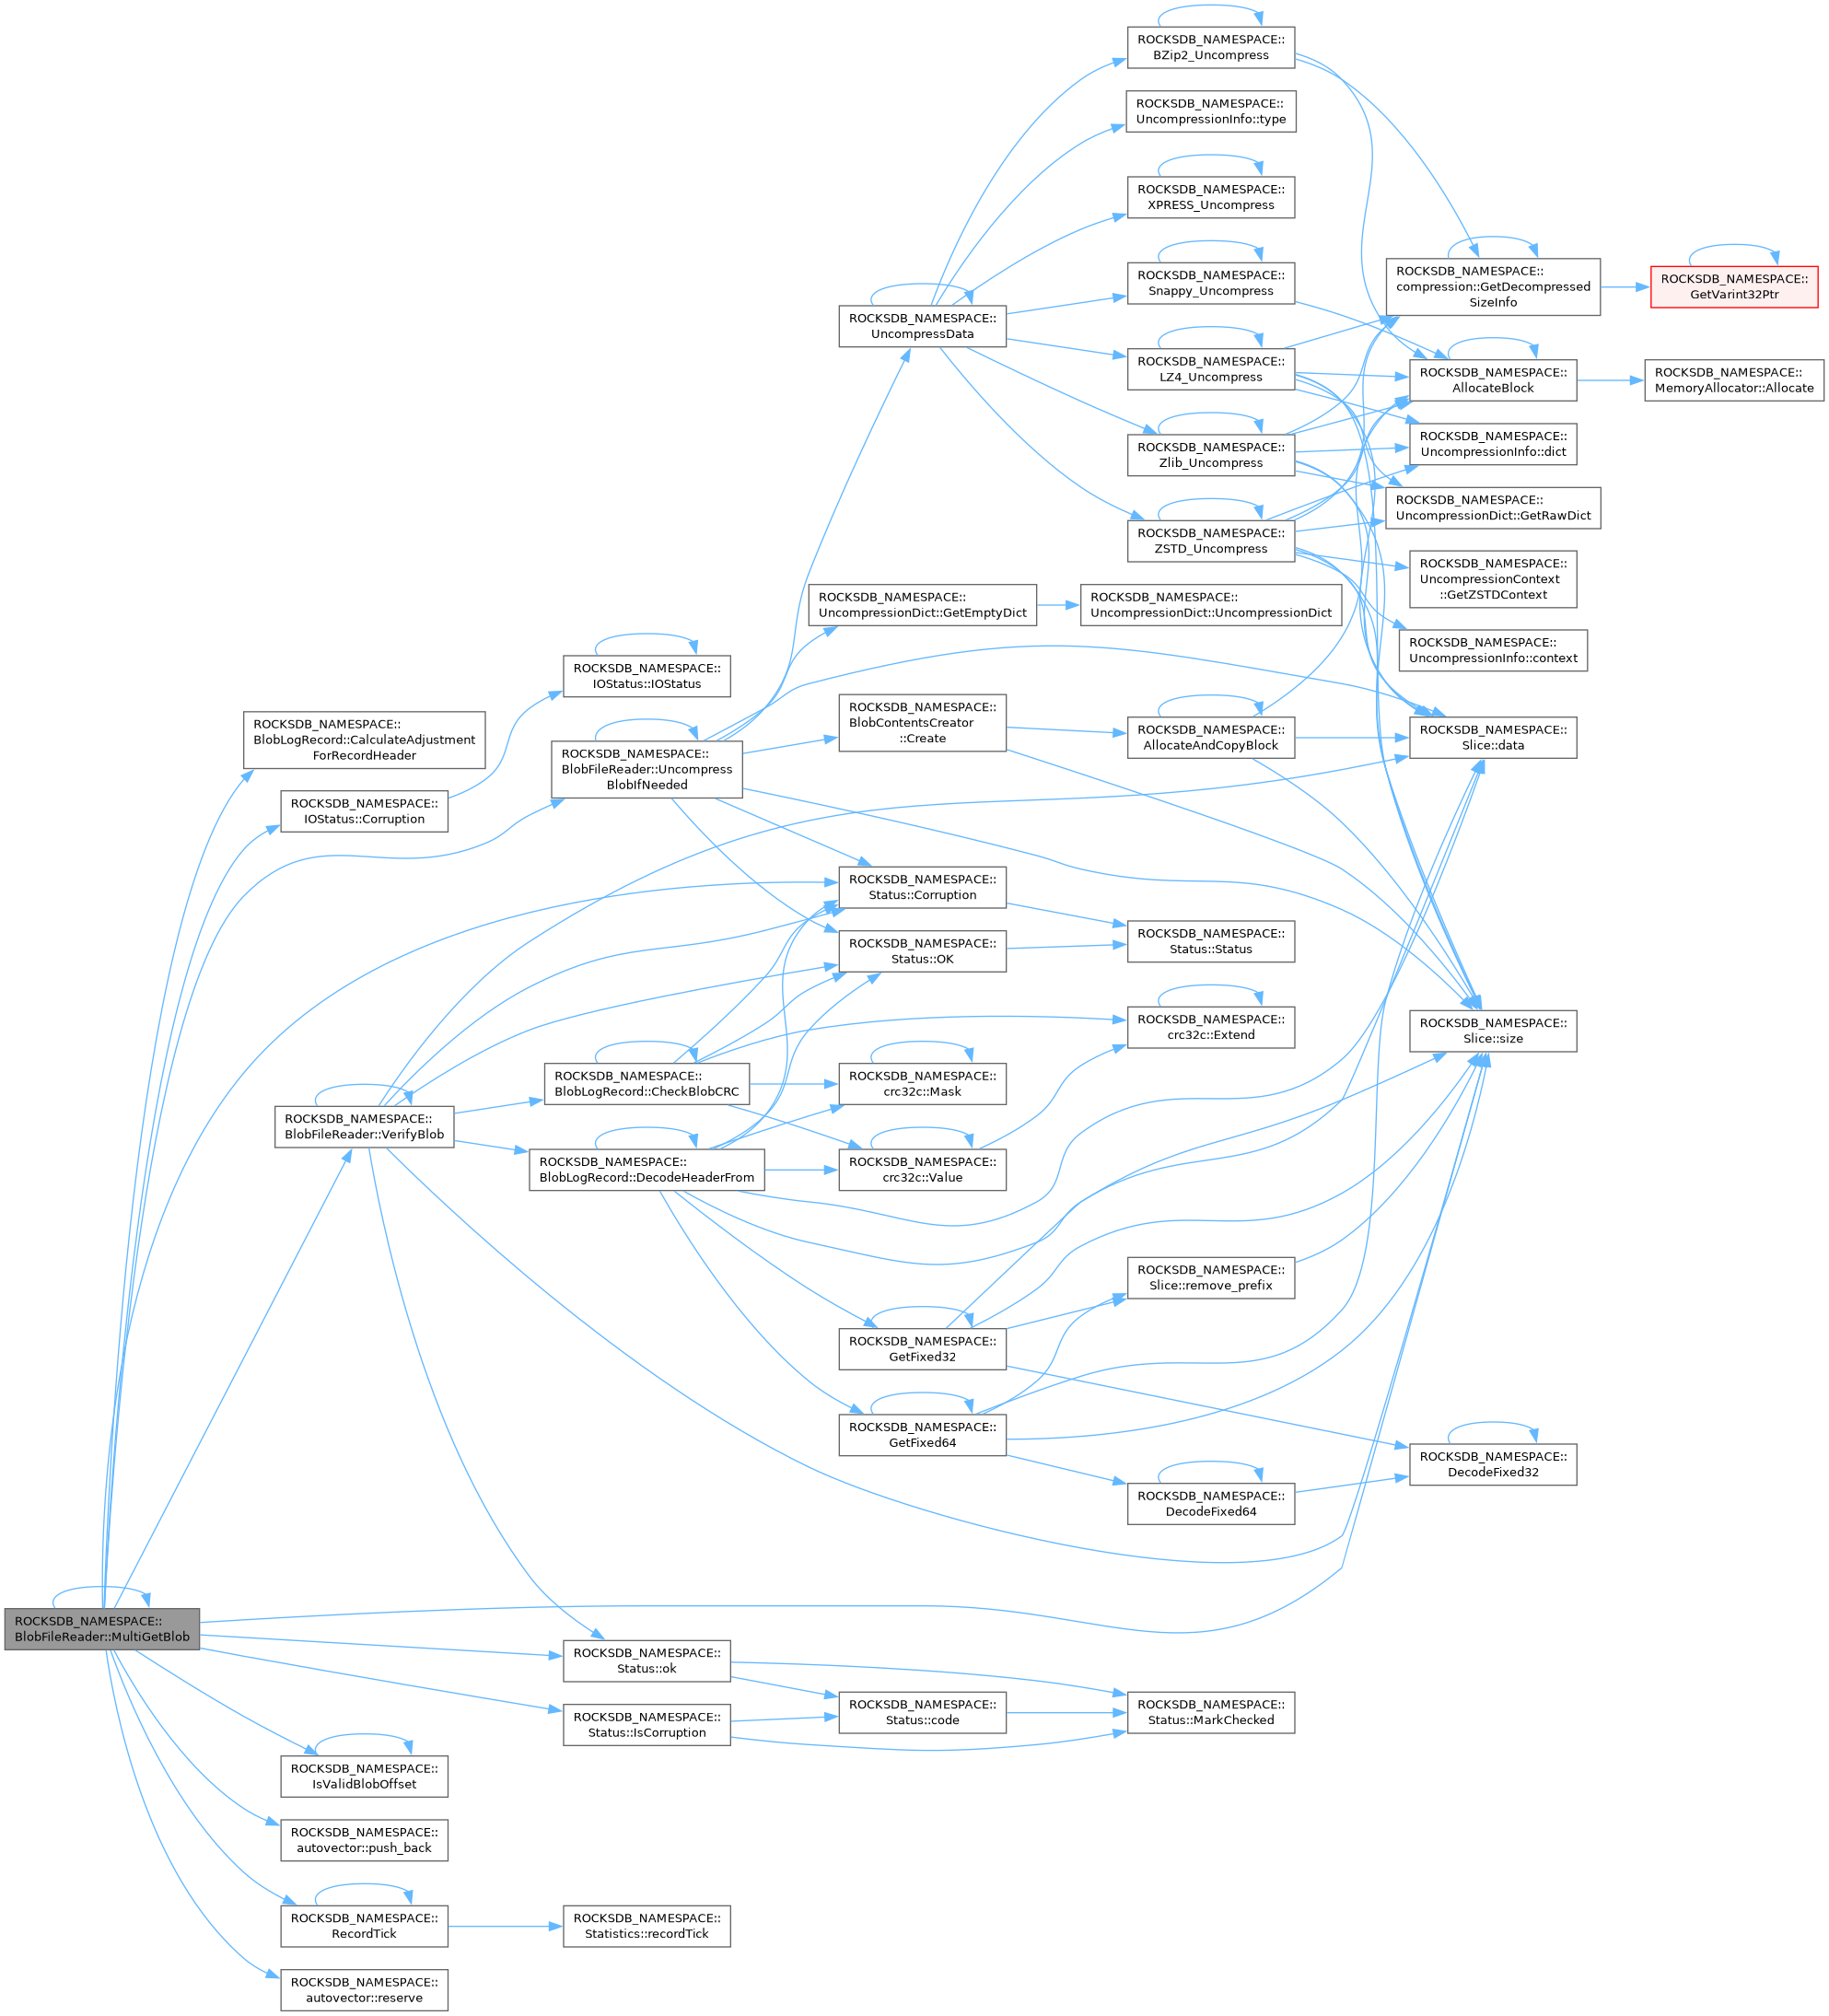 ROCKSDB_NAMESPACE::
BlobFileReader::MultiGetBlob
ROCKSDB_NAMESPACE::
BlobLogRecord::CalculateAdjustment
ForRecordHeader
ROCKSDB_NAMESPACE::
IOStatus::Corruption
ROCKSDB_NAMESPACE::
BlobFileReader::VerifyBlob
ROCKSDB_NAMESPACE::
IsValidBlobOffset
ROCKSDB_NAMESPACE::
autovector::push_back
ROCKSDB_NAMESPACE::
RecordTick
ROCKSDB_NAMESPACE::
autovector::reserve
ROCKSDB_NAMESPACE::
IOStatus::IOStatus
ROCKSDB_NAMESPACE::
BlobFileReader::Uncompress
BlobIfNeeded
ROCKSDB_NAMESPACE::
BlobLogRecord::CheckBlobCRC
ROCKSDB_NAMESPACE::
BlobLogRecord::DecodeHeaderFrom
ROCKSDB_NAMESPACE::
Status::ok
ROCKSDB_NAMESPACE::
Status::IsCorruption
ROCKSDB_NAMESPACE::
Statistics::recordTick
ROCKSDB_NAMESPACE::
UncompressData
ROCKSDB_NAMESPACE::
UncompressionDict::GetEmptyDict
ROCKSDB_NAMESPACE::
BlobContentsCreator
::Create
ROCKSDB_NAMESPACE::
Status::Corruption
ROCKSDB_NAMESPACE::
Status::OK
ROCKSDB_NAMESPACE::
crc32c::Mask
ROCKSDB_NAMESPACE::
crc32c::Value
ROCKSDB_NAMESPACE::
GetFixed32
ROCKSDB_NAMESPACE::
GetFixed64
ROCKSDB_NAMESPACE::
Status::code
ROCKSDB_NAMESPACE::
BZip2_Uncompress
ROCKSDB_NAMESPACE::
UncompressionInfo::type
ROCKSDB_NAMESPACE::
XPRESS_Uncompress
ROCKSDB_NAMESPACE::
Snappy_Uncompress
ROCKSDB_NAMESPACE::
LZ4_Uncompress
ROCKSDB_NAMESPACE::
Zlib_Uncompress
ROCKSDB_NAMESPACE::
ZSTD_Uncompress
ROCKSDB_NAMESPACE::
UncompressionDict::UncompressionDict
ROCKSDB_NAMESPACE::
AllocateAndCopyBlock
ROCKSDB_NAMESPACE::
Status::Status
ROCKSDB_NAMESPACE::
crc32c::Extend
ROCKSDB_NAMESPACE::
Slice::remove_prefix
ROCKSDB_NAMESPACE::
DecodeFixed64
ROCKSDB_NAMESPACE::
Status::MarkChecked
ROCKSDB_NAMESPACE::
compression::GetDecompressed
SizeInfo
ROCKSDB_NAMESPACE::
AllocateBlock
ROCKSDB_NAMESPACE::
UncompressionInfo::dict
ROCKSDB_NAMESPACE::
UncompressionDict::GetRawDict
ROCKSDB_NAMESPACE::
UncompressionContext
::GetZSTDContext
ROCKSDB_NAMESPACE::
UncompressionInfo::context
ROCKSDB_NAMESPACE::
Slice::data
ROCKSDB_NAMESPACE::
Slice::size
ROCKSDB_NAMESPACE::
DecodeFixed32
ROCKSDB_NAMESPACE::
GetVarint32Ptr
ROCKSDB_NAMESPACE::
MemoryAllocator::Allocate